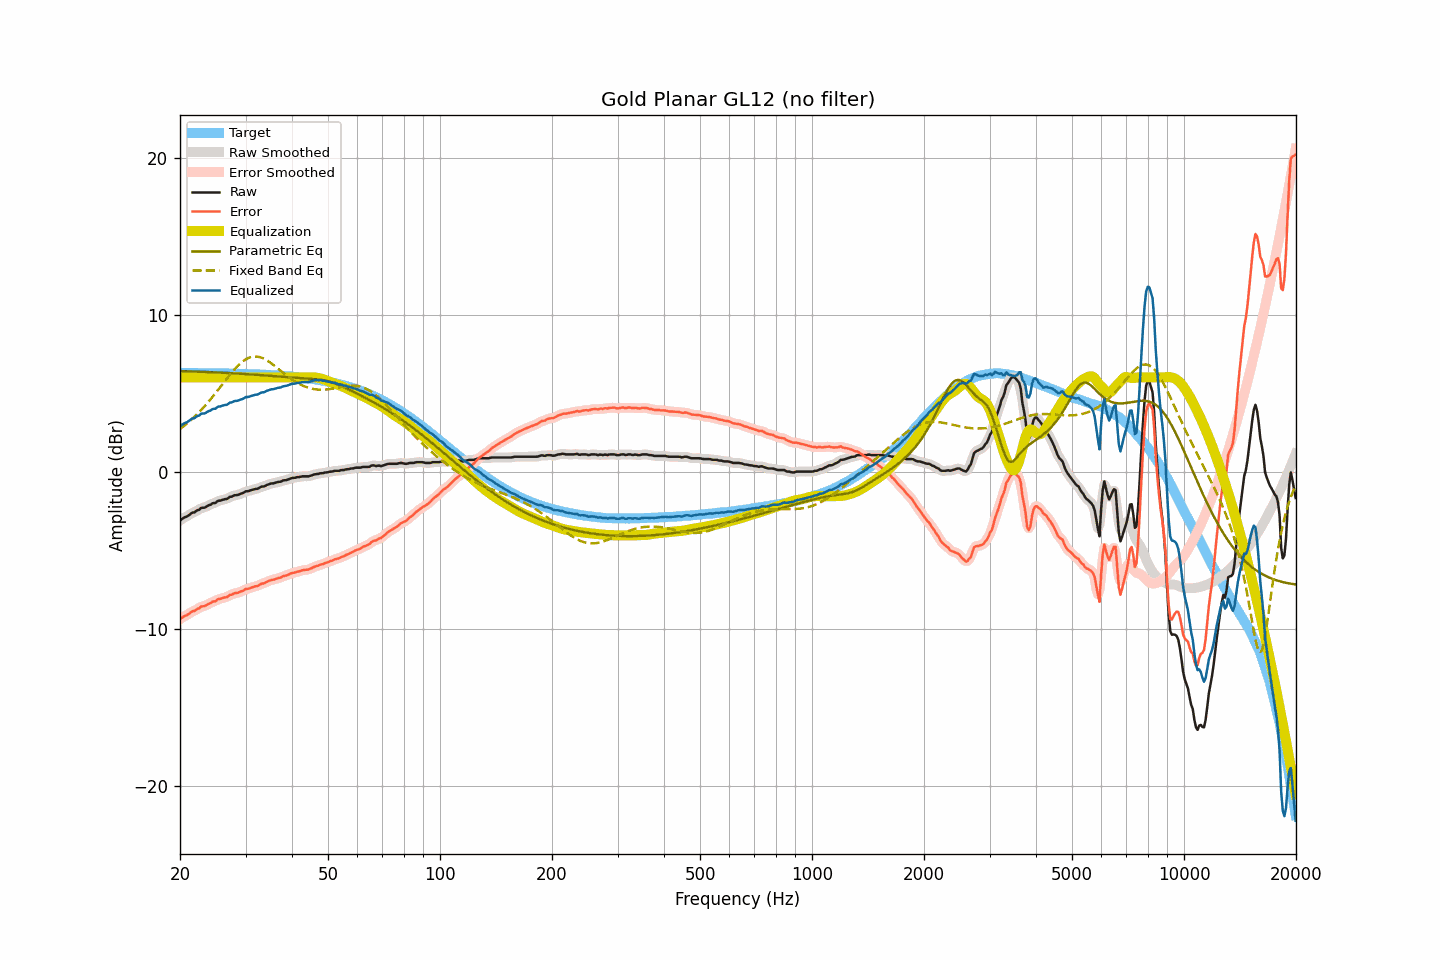 Gold Planar GL12 (no filter)
Target
Raw Smoothed
Error Smoothed
Raw
Error
Equalization
Parametric Eq
Fixed Band Eq
Equalized
20
10
0
−10
−20
Amplitude (dBr)
20 50 100 200 500 1000 2000 5000 10000 20000
Frequency (Hz)